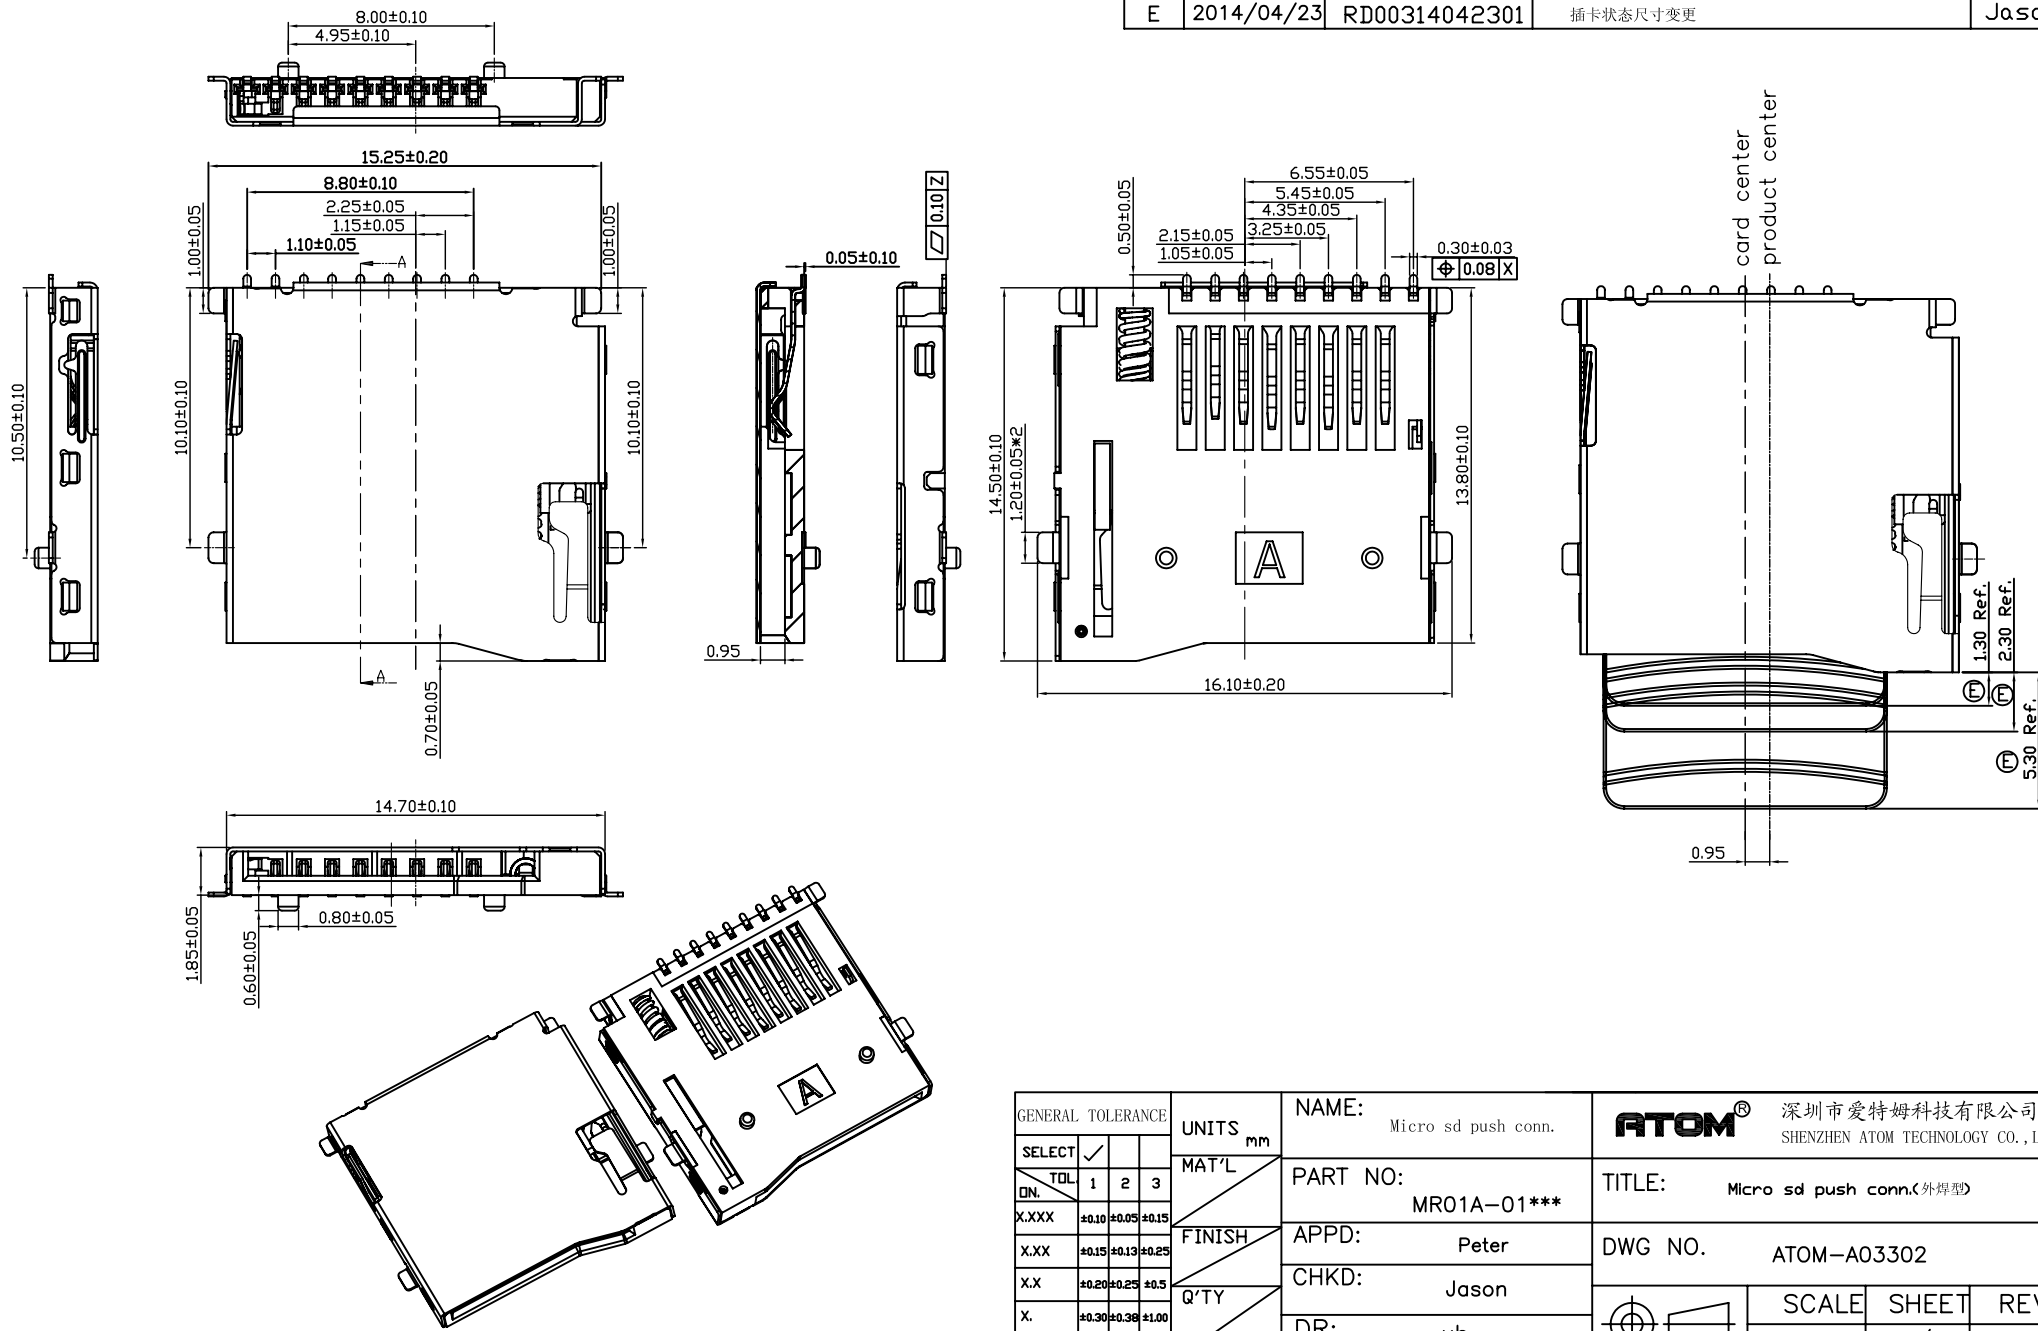 E 2014/04/23 RD00314042301 插卡状态尺寸变更
8.00±0.10
4.95±0.10
15.25±0.20
8.80±0.10
2.25±0.05
1.15±0.05
1.10±0.05
1.00±0.05
1.00±0.05
A
A
10.50±0.10
10.10±0.10
10.10±0.10
0.70±0.05
0.05±0.10
0.10 Z
0.95
6.55±0.05
5.45±0.05
4.35±0.05
3.25±0.05
2.15±0.05
1.05±0.05
0.50±0.05
0.30±0.03
0.08 X
14.50±0.10
1.20±0.05*2
13.80±0.10
A
16.10±0.20
card center
product center
1.30 Ref.
2.30 Ref.
E E
E 5.30 Ref.
0.95
14.70±0.10
1.85±0.05
0.60±0.05
0.80±0.05
A
GENERAL TOLERANCE
SELECT ✓
TOL. DN. 1 2 3
X.XXX ±0.10 ±0.05 ±0.15
X.XX ±0.15 ±0.13 ±0.25
X.X ±0.20 ±0.25 ±0.5
X. ±0.30 ±0.38 ±1.00
UNITS mm
MAT'L
FINISH
Q'TY
NAME: Micro sd push conn.
PART NO: MR01A-01***
APPD: Peter
CHKD: Jason
DR:
ATOM® 深圳市爱特姆科技有限公司
SHENZHEN ATOM TECHNOLOGY CO.,L
TITLE: Micro sd push conn.(外焊型)
DWG NO. ATOM-A03302
SCALE SHEET